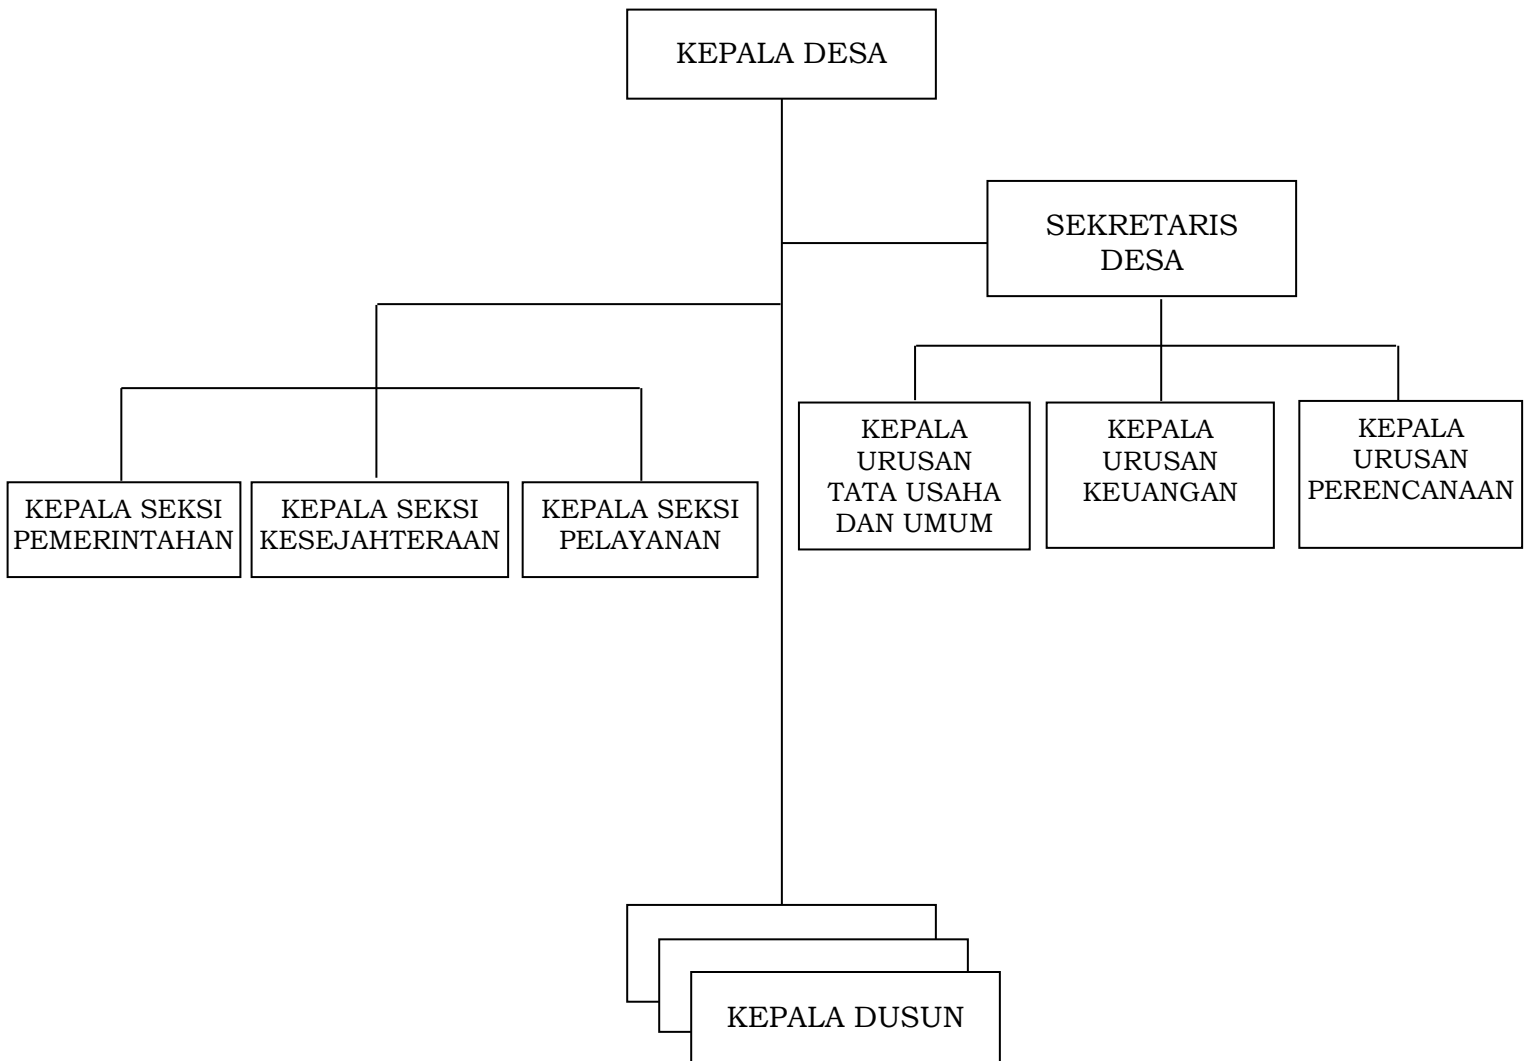 KEPALA DESA
SEKRETARIS
DESA
KEPALA SEKSI
PEMERINTAHAN
KEPALA SEKSI
KESEJAHTERAAN
KEPALA SEKSI
PELAYANAN
KEPALA
URUSAN
TATA USAHA
DAN UMUM
KEPALA
URUSAN
KEUANGAN
KEPALA
URUSAN
PERENCANAAN
KEPALA DUSUN